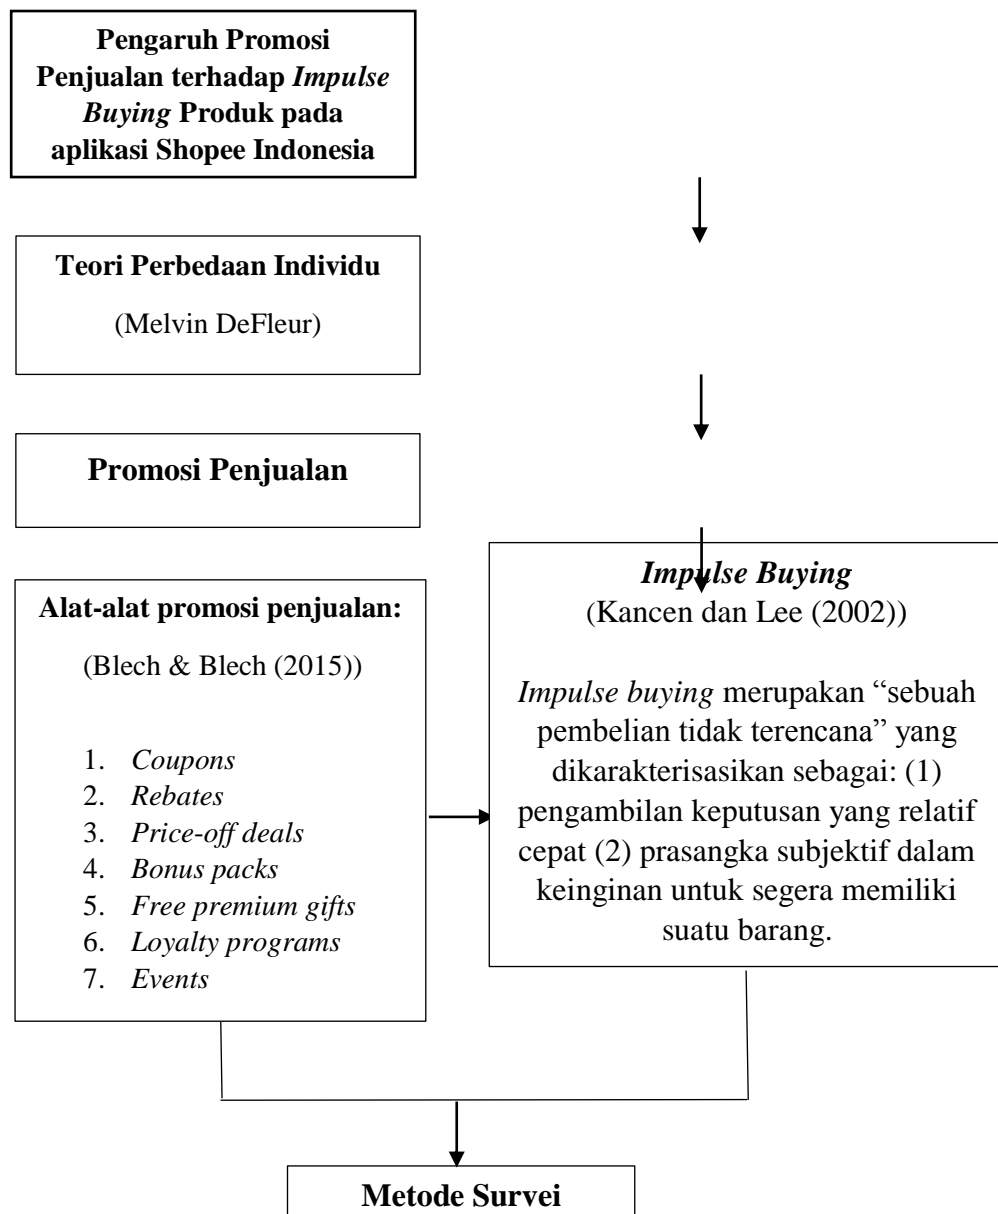 Pengaruh Promosi
Penjualan terhadap Impulse
Buying Produk pada
aplikasi Shopee Indonesia
Teori Perbedaan Individu
(Melvin DeFleur)
Promosi Penjualan
Alat-alat promosi penjualan:
(Blech & Blech (2015))
1. Coupons
2. Rebates
3. Price-off deals
4. Bonus packs
5. Free premium gifts
6. Loyalty programs
7. Events
Impulse Buying
(Kancen dan Lee (2002))
Impulse buying merupakan “sebuah
pembelian tidak terencana” yang
dikarakterisasikan sebagai: (1)
pengambilan keputusan yang relatif
cepat (2) prasangka subjektif dalam
keinginan untuk segera memiliki
suatu barang.
Metode Survei